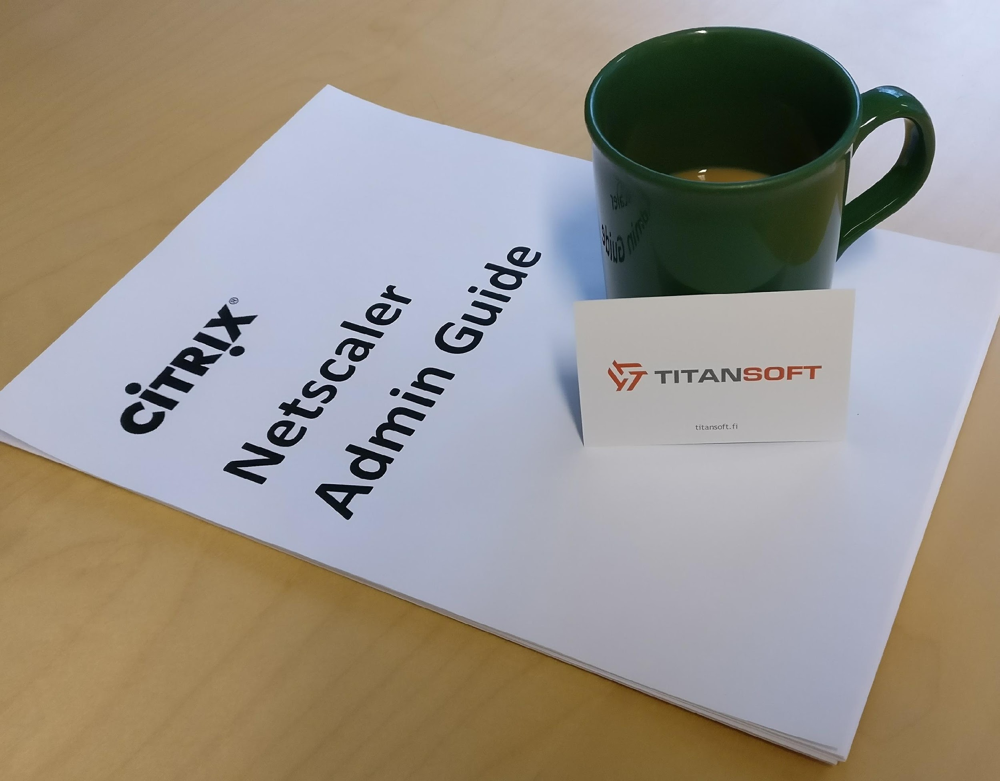 CITRIX®
Netscaler
Admin Guide
TITANSOFT
titansoft.fi